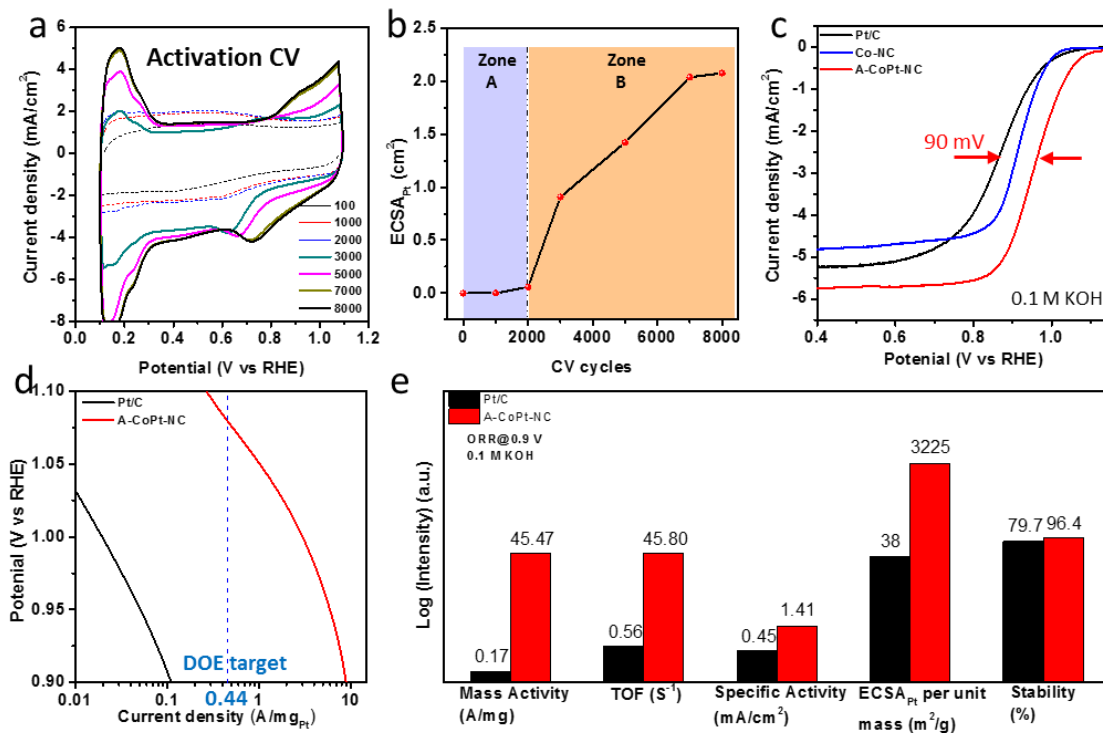 a
Activation CV
Current density (mA/cm²)
6
4
2
0
-2
-4
-6
-8
100
1000
2000
3000
5000
7000
8000
0.0
0.2
0.4
0.6
0.8
1.0
1.2
Potential (V vs RHE)
b
Zone
A
Zone
B
ECSA_Pt (cm²)
2.5
2.0
1.5
1.0
0.5
0.0
0
2000
4000
6000
8000
CV cycles
c
Pt/C
Co-NC
A-CoPt-NC
90 mV
0.1 M KOH
Current density (mA/cm²)
0
-1
-2
-3
-4
-5
-6
0.4
0.6
0.8
1.0
Potenial (V vs RHE)
d
Pt/C
A-CoPt-NC
Potenial (V vs RHE)
1.10
1.05
1.00
0.95
0.90
DOE target
0.44
0.01
0.1
1
10
Current density (A/mg_Pt)
e
Pt/C
A-CoPt-NC
ORR@0.9 V
0.1 M KOH
Log (Intensity) (a.u.)
0.17
45.47
0.56
45.80
0.45
1.41
38
3225
79.7
96.4
Mass Activity
(A/mg)
TOF (S⁻¹)
Specific Activity
(mA/cm²)
ECSA_Pt per unit
mass (m²/g)
Stability
(%)